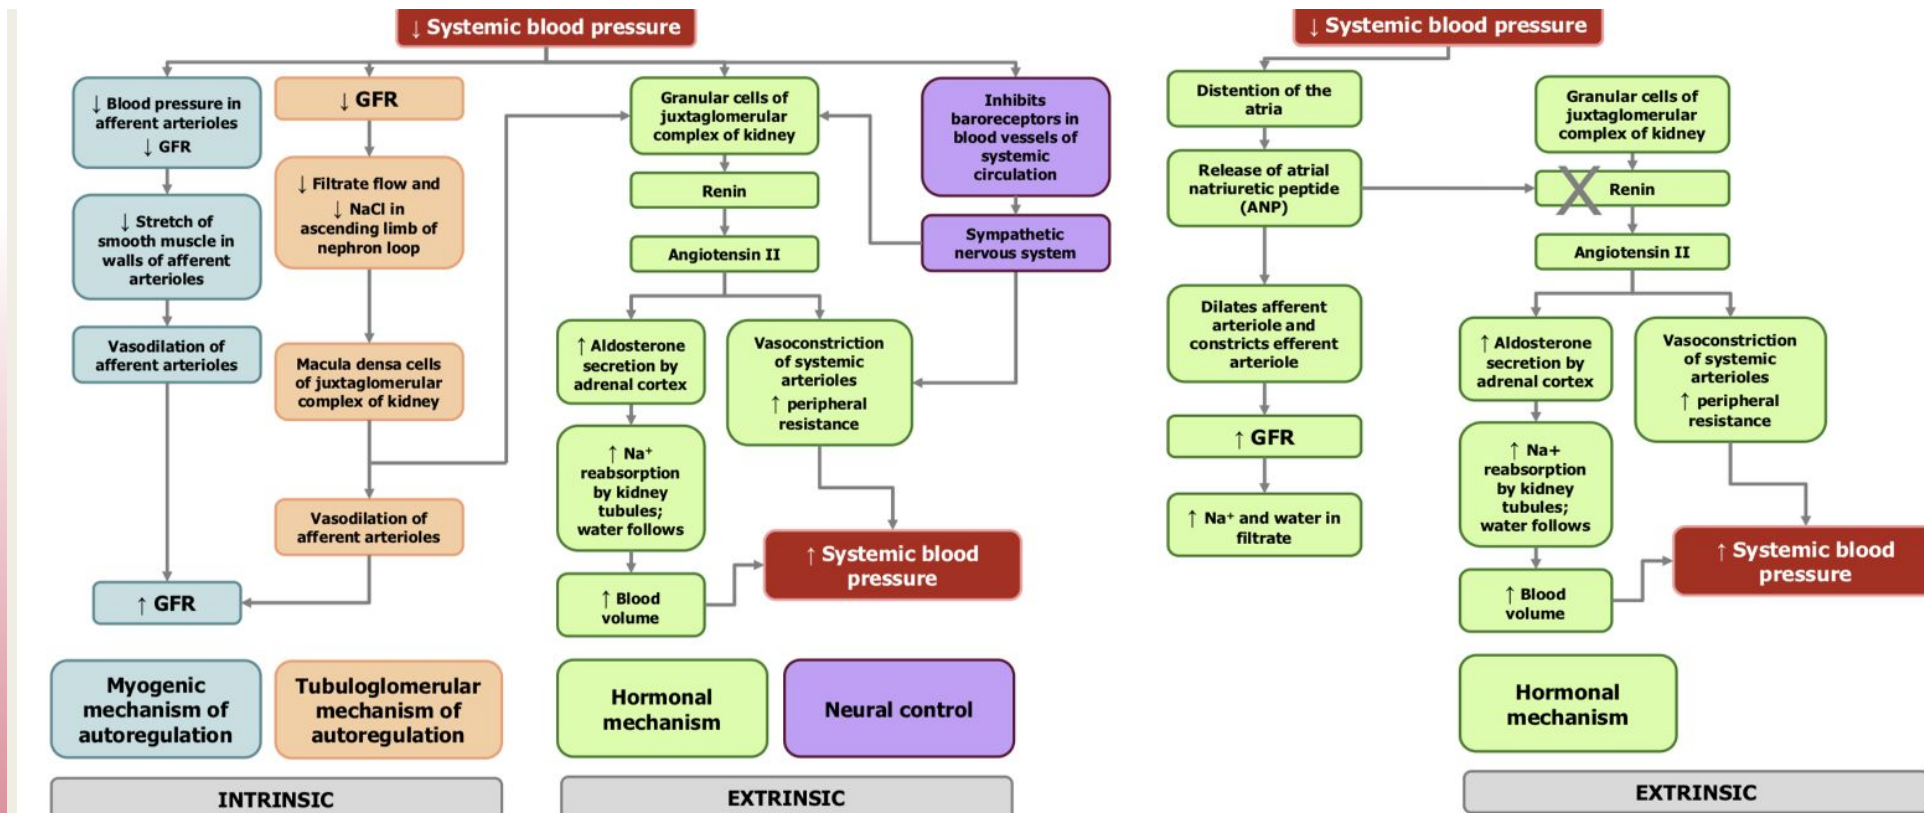 ↓ Systemic blood pressure
↓ Blood pressure in
afferent arterioles
↓ GFR
↓ Stretch of
smooth muscle in
walls of afferent
arterioles
Vasodilation of
afferent arterioles
↑ GFR
↓ GFR
↓ Filtrate flow and
↓ NaCl in
ascending limb of
nephron loop
Macula densa cells
of juxtaglomerular
complex of kidney
Vasodilation of
afferent arterioles
Granular cells of
juxtaglomerular
complex of kidney
Renin
Angiotensin II
↑ Aldosterone
secretion by
adrenal cortex
↑ Na⁺
reabsorption
by kidney
tubules;
water follows
↑ Blood
volume
Vasoconstriction
of systemic
arterioles
↑ peripheral
resistance
↑ Systemic blood
pressure
Inhibits
baroreceptors in
blood vessels of
systemic
circulation
Sympathetic
nervous system
Myogenic
mechanism of
autoregulation
Tubuloglomerular
mechanism of
autoregulation
Hormonal
mechanism
Neural control
INTRINSIC
EXTRINSIC
↓ Systemic blood pressure
Distention of the
atria
Release of atrial
natriuretic peptide
(ANP)
Dilates afferent
arteriole and
constricts efferent
arteriole
↑ GFR
↑ Na⁺ and water in
filtrate
Granular cells of
juxtaglomerular
complex of kidney
X Renin
Angiotensin II
↑ Aldosterone
secretion by
adrenal cortex
↑ Na+
reabsorption
by kidney
tubules;
water follows
↑ Blood
volume
Vasoconstriction
of systemic
arterioles
↑ peripheral
resistance
↑ Systemic blood
pressure
Hormonal
mechanism
EXTRINSIC